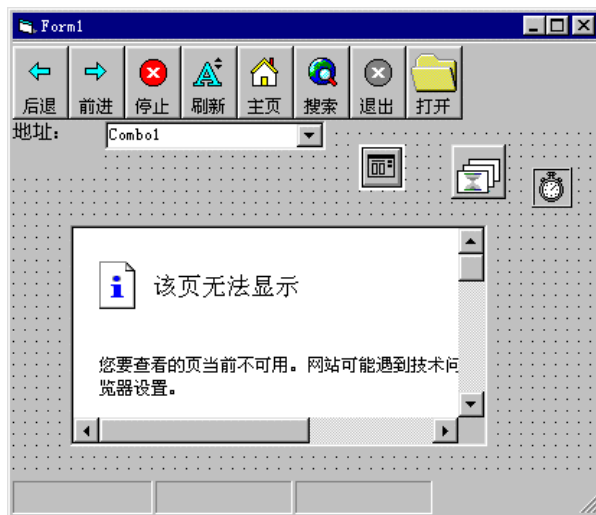 Form1
后退 前进 停止 刷新 主页 搜索 退出 打开
地址: Combo1
该页无法显示
您要查看的页当前不可用。网站可能遇到技术问
览器设置。